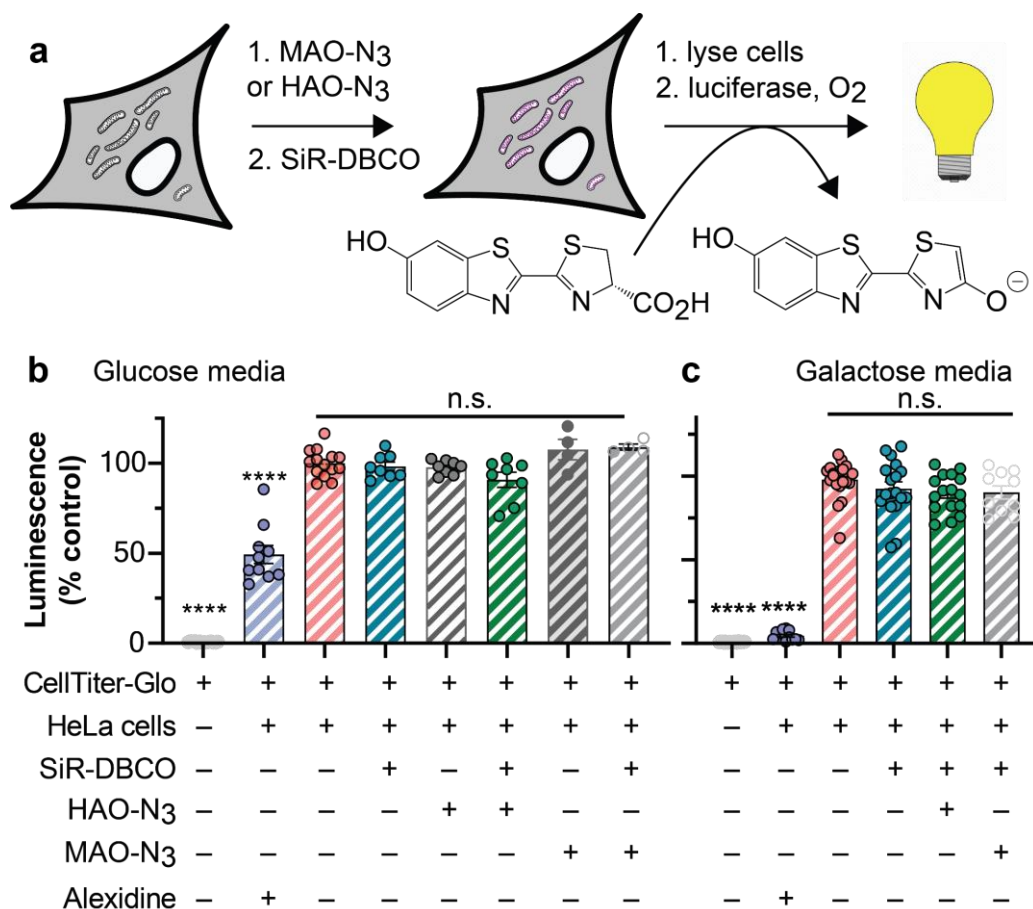 a
1. MAO-N3
or HAO-N3
2. SiR-DBCO
1. lyse cells
2. luciferase, O2
HO
S
N
S
N
CO2H
HO
S
N
S
N
O
⊖
b Glucose media
c Galactose media
n.s.
n.s.
Luminescence
(% control)
100
50
0
****
****
****
****
CellTiter-Glo + + + + + + + + + + + + + +
HeLa cells – + + + + + + + – + + + + +
SiR-DBCO – – – + – + – + – – – + + +
HAO-N3 – – – – + + – – – – – – + –
MAO-N3 – – – – – – + + – – – – – +
Alexidine – + – – – – – – – + – – – –